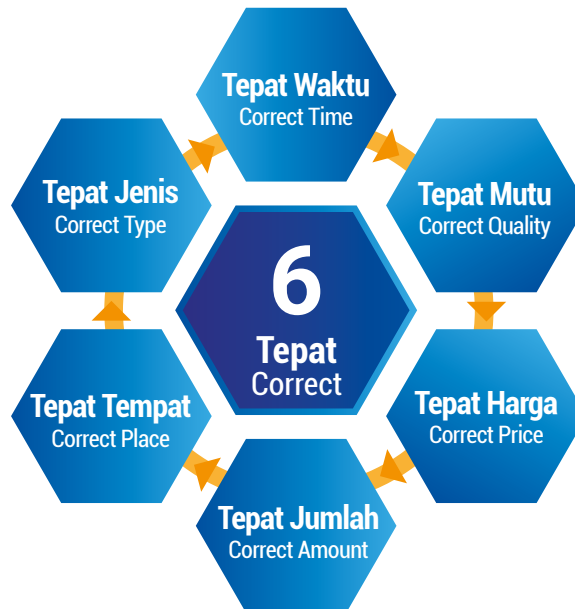 Tepat Waktu
Correct Time
Tepat Mutu
Correct Quality
Tepat Harga
Correct Price
Tepat Jumlah
Correct Amount
Tepat Tempat
Correct Place
Tepat Jenis
Correct Type
6
Tepat
Correct